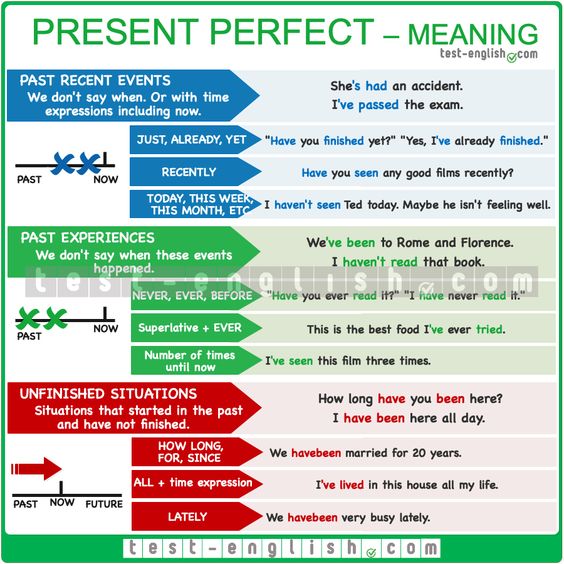 PRESENT PERFECT – MEANING
test-english.com
PAST RECENT EVENTS
We don't say when. Or with time
expressions including now.
She's had an accident.
I've passed the exam.
PAST
NOW
JUST, ALREADY, YET
"Have you finished yet?" "Yes, I've already finished."
RECENTLY
Have you seen any good films recently?
TODAY, THIS WEEK,
THIS MONTH, ETC
I haven't seen Ted today. Maybe he isn't feeling well.
PAST EXPERIENCES
We don't say when these events
happened.
We've been to Rome and Florence.
I haven't read that book.
test-english.com
PAST
NOW
NEVER, EVER, BEFORE
"Have you ever read it?" "I have never read it."
Superlative + EVER
This is the best food I've ever tried.
Number of times
until now
I've seen this film three times.
UNFINISHED SITUATIONS
Situations that started in the past
and have not finished.
How long have you been here?
I have been here all day.
PAST
NOW
FUTURE
HOW LONG,
FOR, SINCE
We havebeen married for 20 years.
ALL + time expression
I've lived in this house all my life.
LATELY
We havebeen very busy lately.
test-english.com